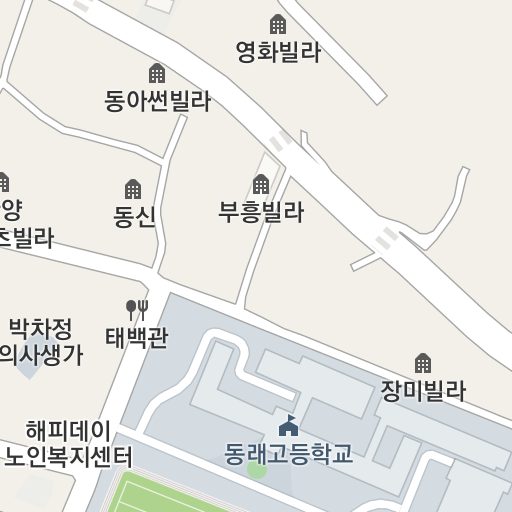 영화빌라
동아썬빌라
동신
부흥빌라
양
츠빌라
박차정
의사생가
태백관
장미빌라
해피데이
노인복지센터
동래고등학교